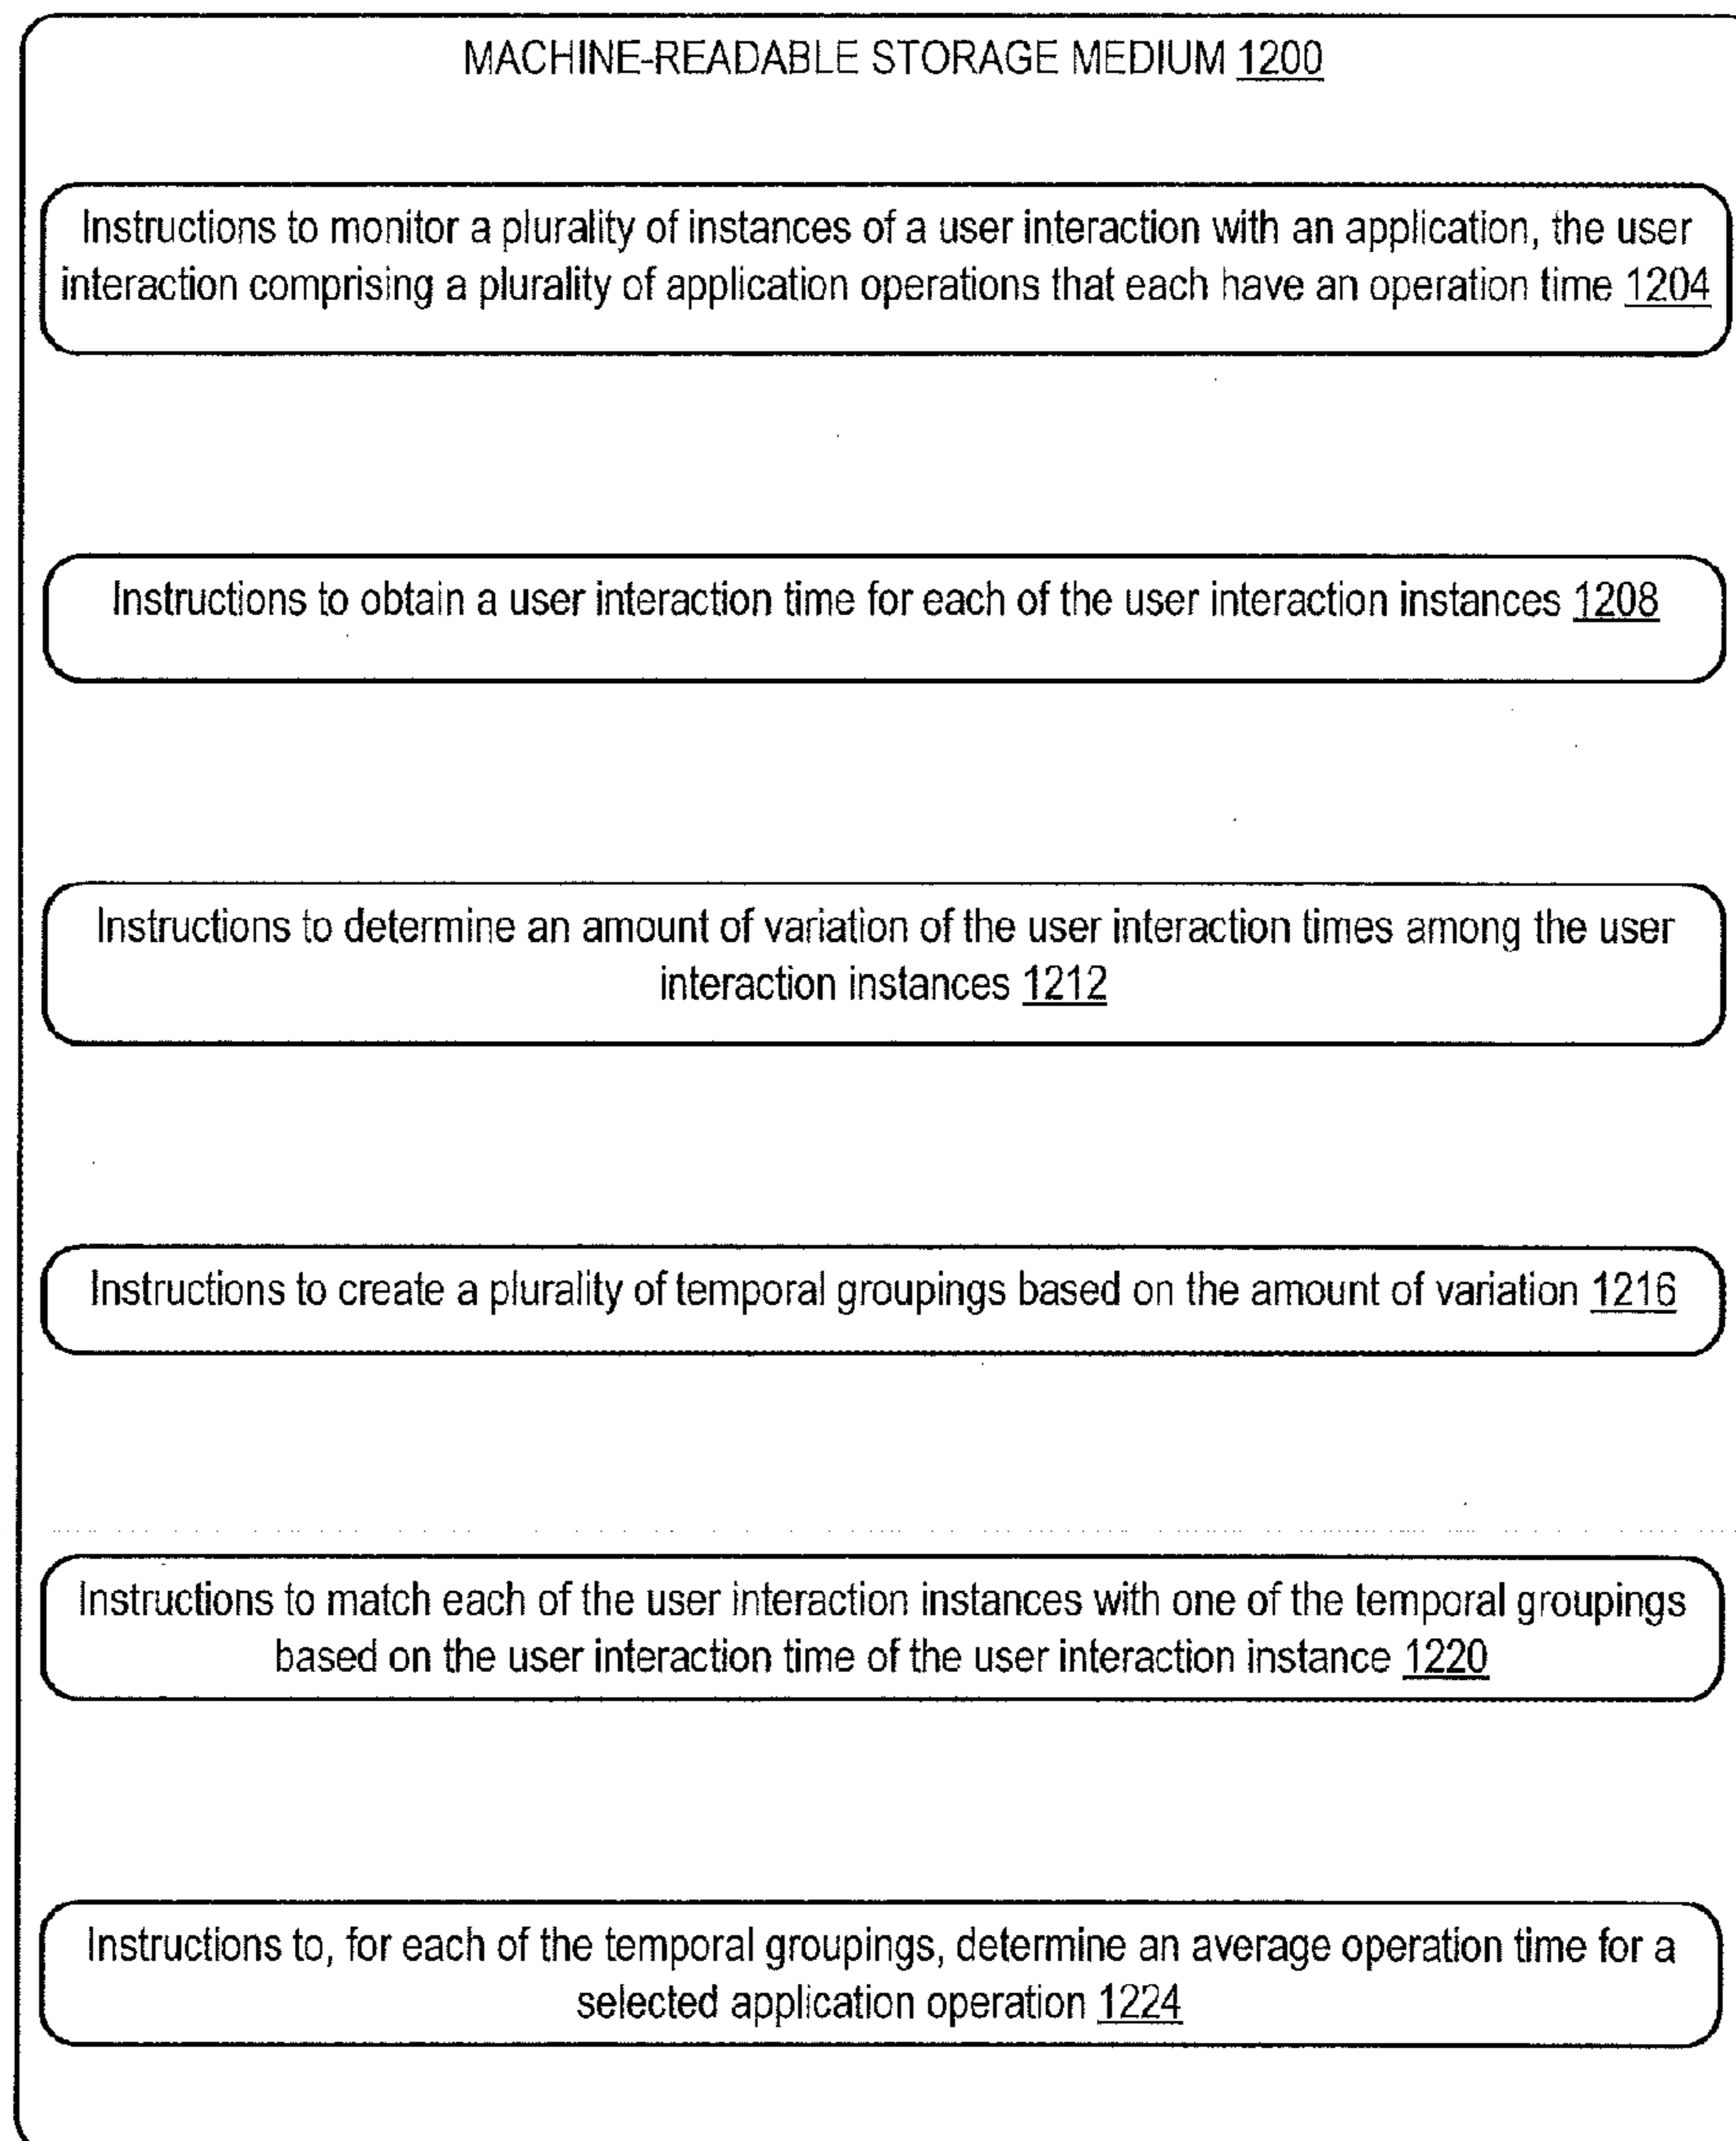 MACHINE-READABLE STORAGE MEDIUM 1200
Instructions to monitor a plurality of instances of a user interaction with an application, the user
interaction comprising a plurality of application operations that each have an operation time 1204
Instructions to obtain a user interaction time for each of the user interaction instances 1208
Instructions to determine an amount of variation of the user interaction times among the user
interaction instances 1212
Instructions to create a plurality of temporal groupings based on the amount of variation 1216
Instructions to match each of the user interaction instances with one of the temporal groupings
based on the user interaction time of the user interaction instance 1220
Instructions to, for each of the temporal groupings, determine an average operation time for a
selected application operation 1224